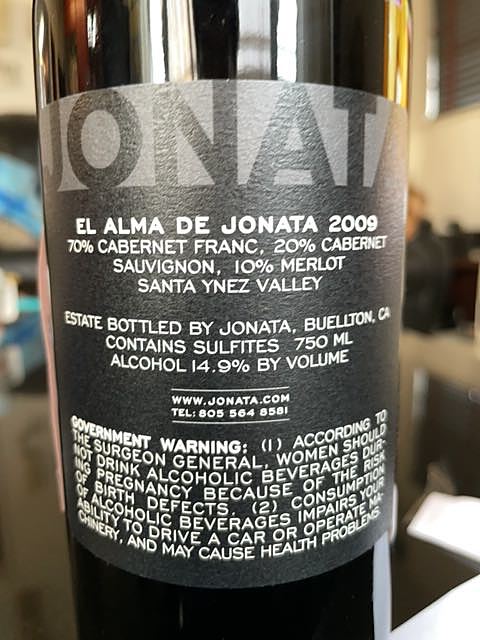 JONATA
EL ALMA DE JONATA 2009
70% CABERNET FRANC, 20% CABERNET
SAUVIGNON, 10% MERLOT
SANTA YNEZ VALLEY
ESTATE BOTTLED BY JONATA, BUELLTON, CA
CONTAINS SULFITES 750 ML
ALCOHOL 14.9% BY VOLUME
WWW.JONATA.COM
TEL: 805 564 8581
GOVERNMENT WARNING: (1) ACCORDING TO
THE SURGEON GENERAL, WOMEN SHOULD
NOT DRINK ALCOHOLIC BEVERAGES DUR-
ING PREGNANCY BECAUSE OF THE RISK
OF BIRTH DEFECTS. (2) CONSUMPTION
OF ALCOHOLIC BEVERAGES IMPAIRS YOUR
ABILITY TO DRIVE A CAR OR OPERATE MA-
CHINERY, AND MAY CAUSE HEALTH PROBLEMS.